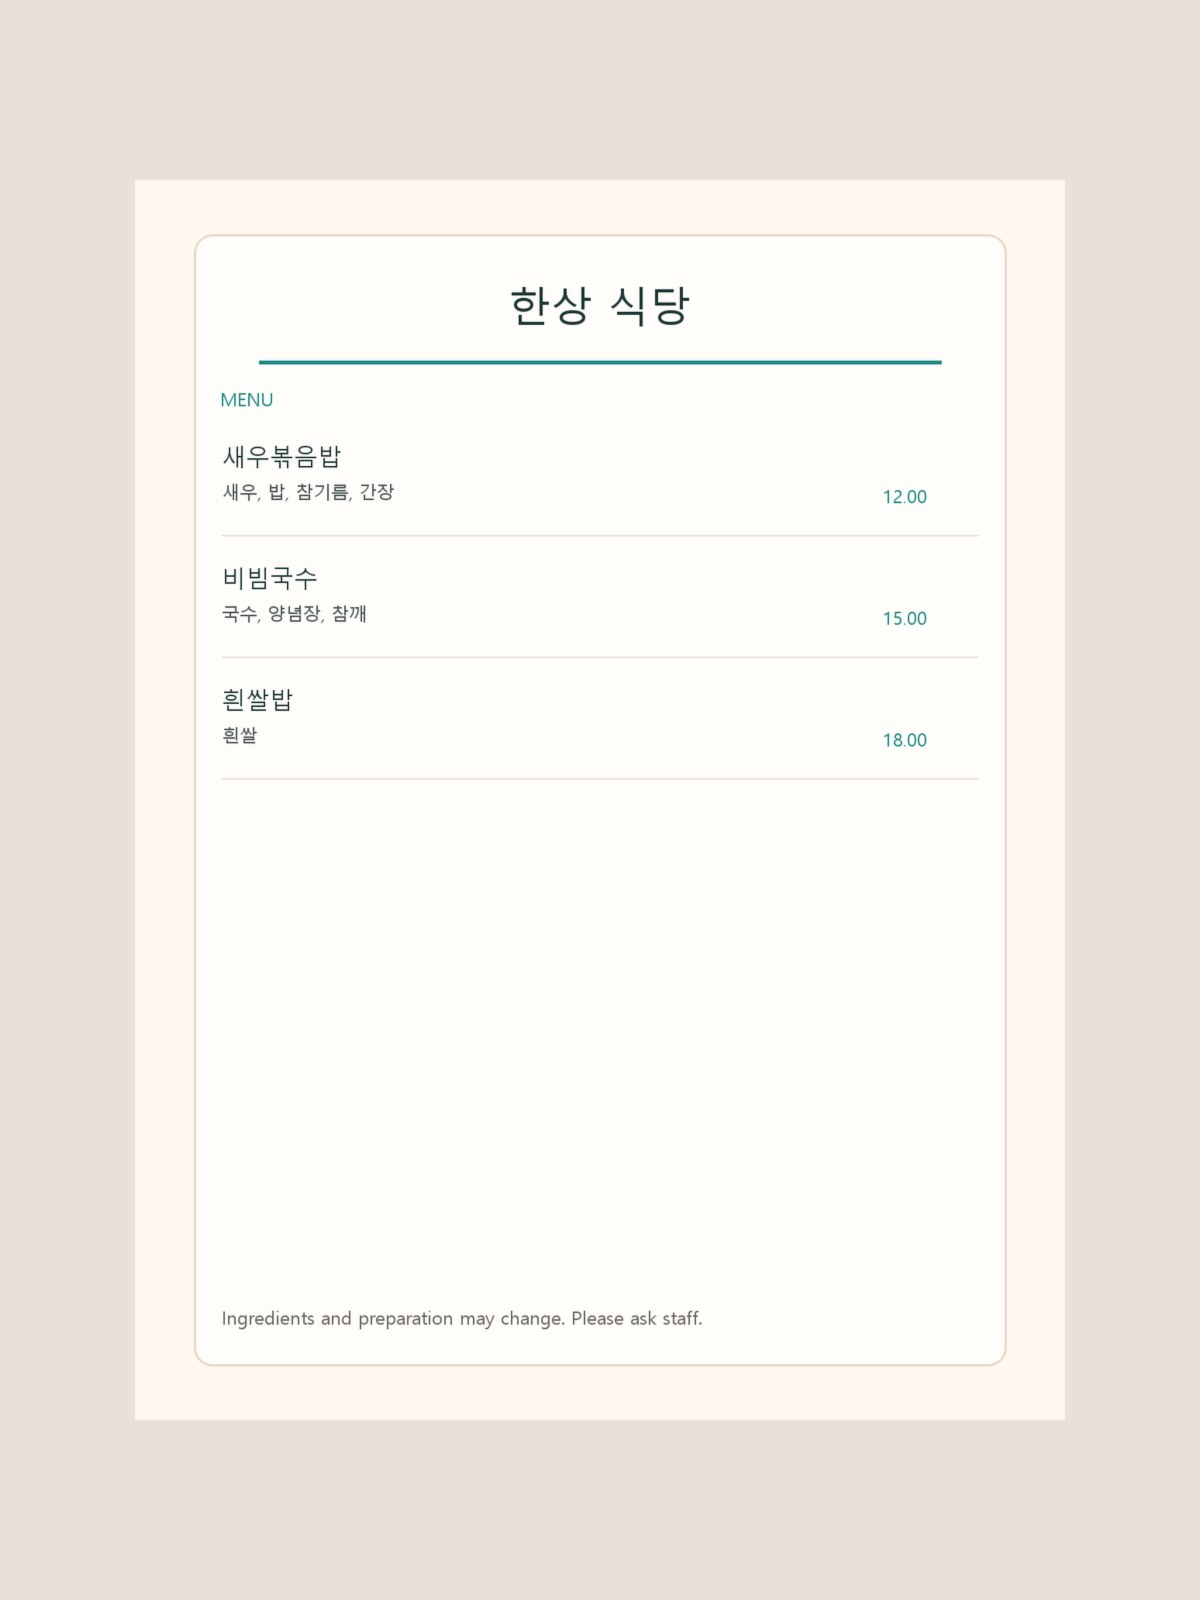 한상 식당
MENU
새우볶음밥
새우, 밥, 참기름, 간장
12.00
비빔국수
국수, 양념장, 참깨
15.00
흰쌀밥
흰쌀
18.00
Ingredients and preparation may change. Please ask staff.